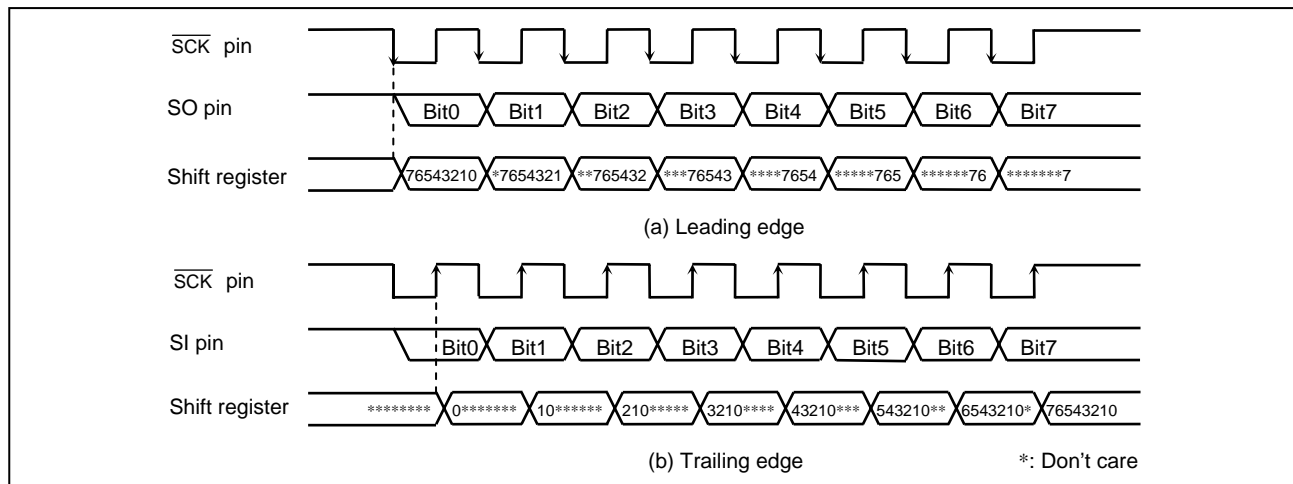 SCK pin
SO pin
Bit0 Bit1 Bit2 Bit3 Bit4 Bit5 Bit6 Bit7
Shift register
76543210 *7654321 **765432 ***76543 ****7654 *****765 ******76 *******7
(a) Leading edge
SCK pin
SI pin
Bit0 Bit1 Bit2 Bit3 Bit4 Bit5 Bit6 Bit7
Shift register
******** 0******* 10****** 210***** 3210**** 43210*** 543210** 6543210* 76543210
(b) Trailing edge
*: Don't care